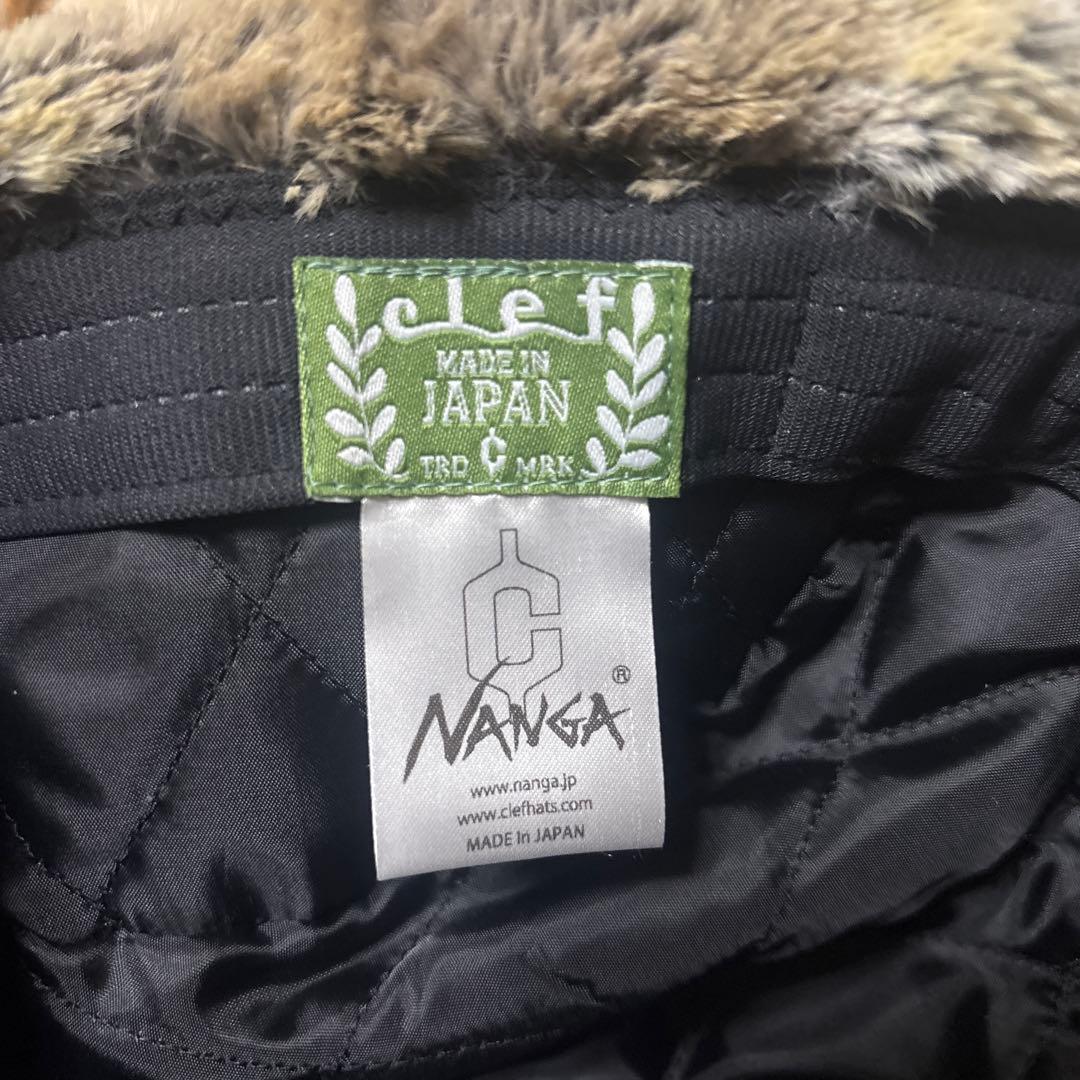 clef
MADE IN
JAPAN
TRD C MRK
C
NANGA®
www.nanga.jp
www.clefhats.com
MADE In JAPAN